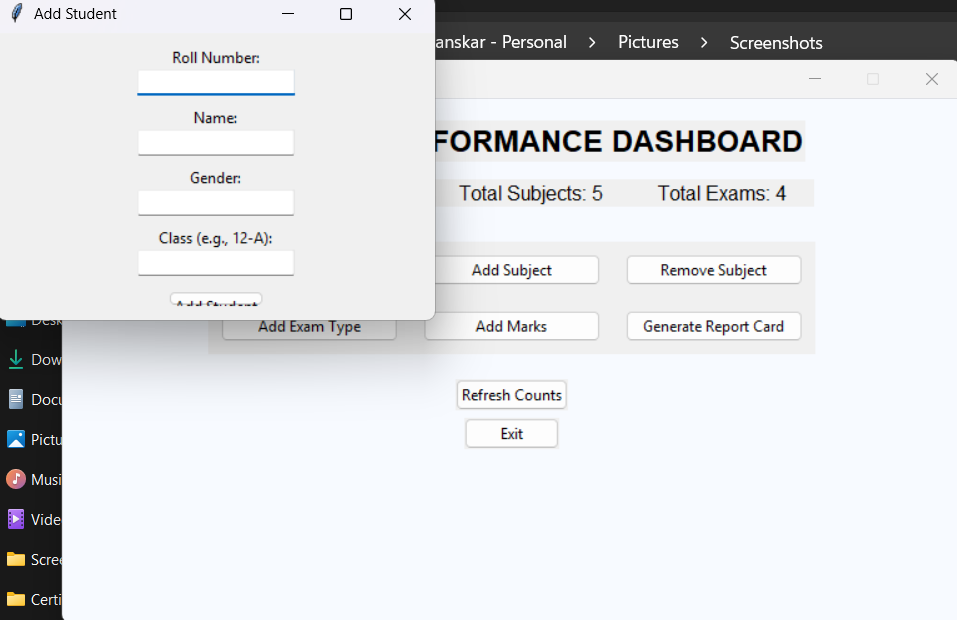 Add Student
Roll Number:
Name:
Gender:
Class (e.g., 12-A):
Add Student
anskar - Personal > Pictures > Screenshots
FORMANCE DASHBOARD
Total Subjects: 5 Total Exams: 4
Add Subject Remove Subject
Add Exam Type Add Marks Generate Report Card
Refresh Counts
Exit
Desk
Dow
Docu
Pictu
Musi
Vide
Scree
Certi